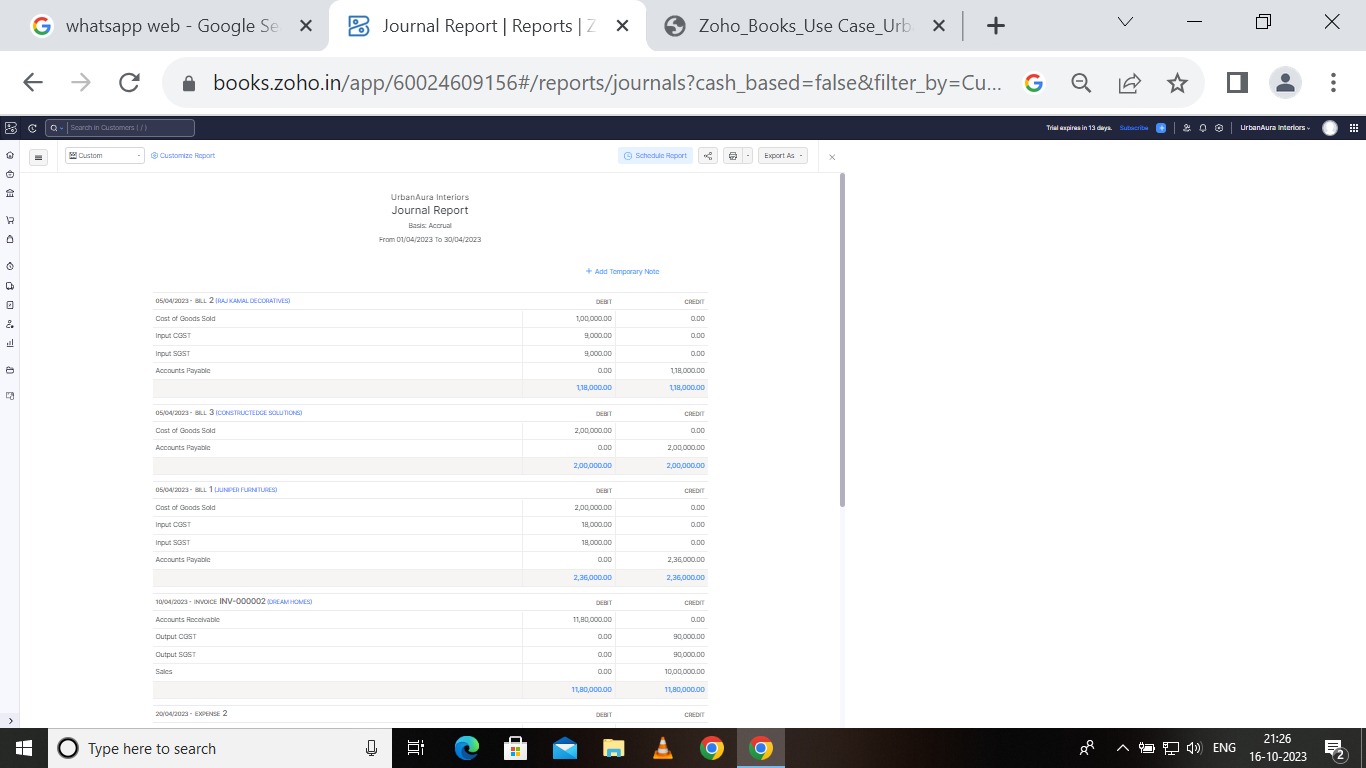 whatsapp web - Google Se
Journal Report | Reports | Z
Zoho_Books_Use Case_Urb
books.zoho.in/app/60024609156#/reports/journals?cash_based=false&filter_by=Cu...
Search in Customers ( / )
Trial expires in 13 days. Subscribe
UrbanAura Interiors
Custom
Customize Report
Schedule Report
Export As
UrbanAura Interiors
Journal Report
Basis: Accrual
From 01/04/2023 To 30/04/2023
+ Add Temporary Note
05/04/2023 - BILL 2 (RAJ KAMAL DECORATIVES) DEBIT CREDIT
Cost of Goods Sold 1,00,000.00 0.00
Input CGST 9,000.00 0.00
Input SGST 9,000.00 0.00
Accounts Payable 0.00 1,18,000.00
1,18,000.00 1,18,000.00
05/04/2023 - BILL 3 (CONSTRUCTEDGE SOLUTIONS) DEBIT CREDIT
Cost of Goods Sold 2,00,000.00 0.00
Accounts Payable 0.00 2,00,000.00
2,00,000.00 2,00,000.00
05/04/2023 - BILL 1 (JUNIPER FURNITURES) DEBIT CREDIT
Cost of Goods Sold 2,00,000.00 0.00
Input CGST 18,000.00 0.00
Input SGST 18,000.00 0.00
Accounts Payable 0.00 2,36,000.00
2,36,000.00 2,36,000.00
10/04/2023 - INVOICE INV-000002 (DREAM HOMES) DEBIT CREDIT
Accounts Receivable 11,80,000.00 0.00
Output CGST 0.00 90,000.00
Output SGST 0.00 90,000.00
Sales 0.00 10,00,000.00
11,80,000.00 11,80,000.00
20/04/2023 - EXPENSE 2 DEBIT CREDIT
Type here to search
ENG
21:26
16-10-2023
2